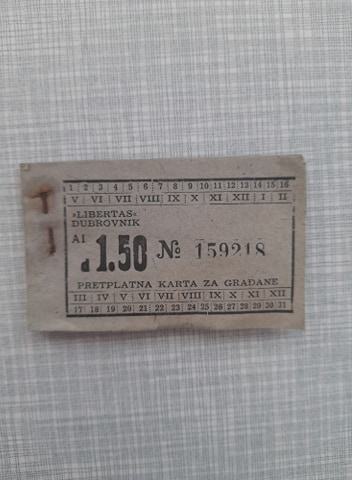 1 2 3 4 5 6 7 8 9 10 11 12 13 14 15 16
V VI VII VIII IX X XI XII I II
»LIBERTAS«
DUBROVNIK
AI
1.50 № 159218
PRETPLATNA KARTA ZA GRAĐANE
III IV V VI VII VIII IX X XI XII
17 18 19 20 21 22 23 24 25 26 27 28 29 30 31